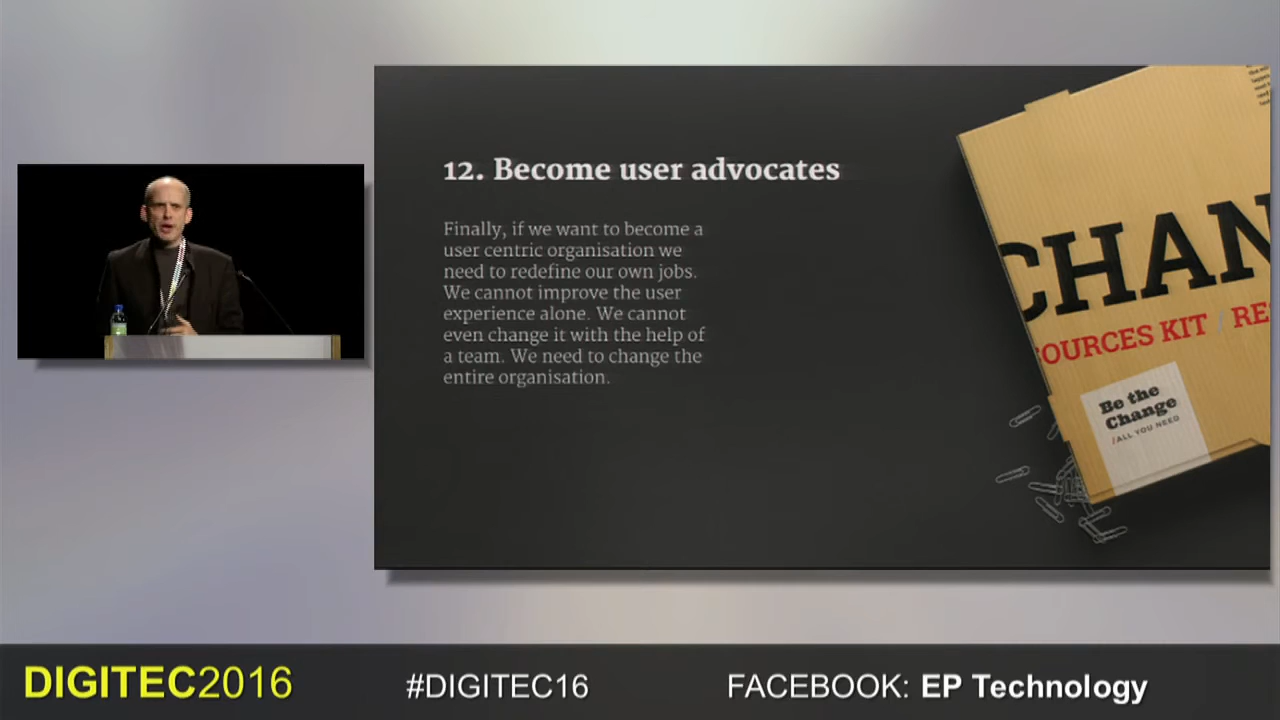 12. Become user advocates
Finally, if we want to become a
user centric organisation we
need to redefine our own jobs.
We cannot improve the user
experience alone. We cannot
even change it with the help of
a team. We need to change the
entire organisation.
CHAN
OURCES KIT / RE
Be the
Change
/ALL YOU NEED
DIGITEC2016
#DIGITEC16
FACEBOOK: EP Technology